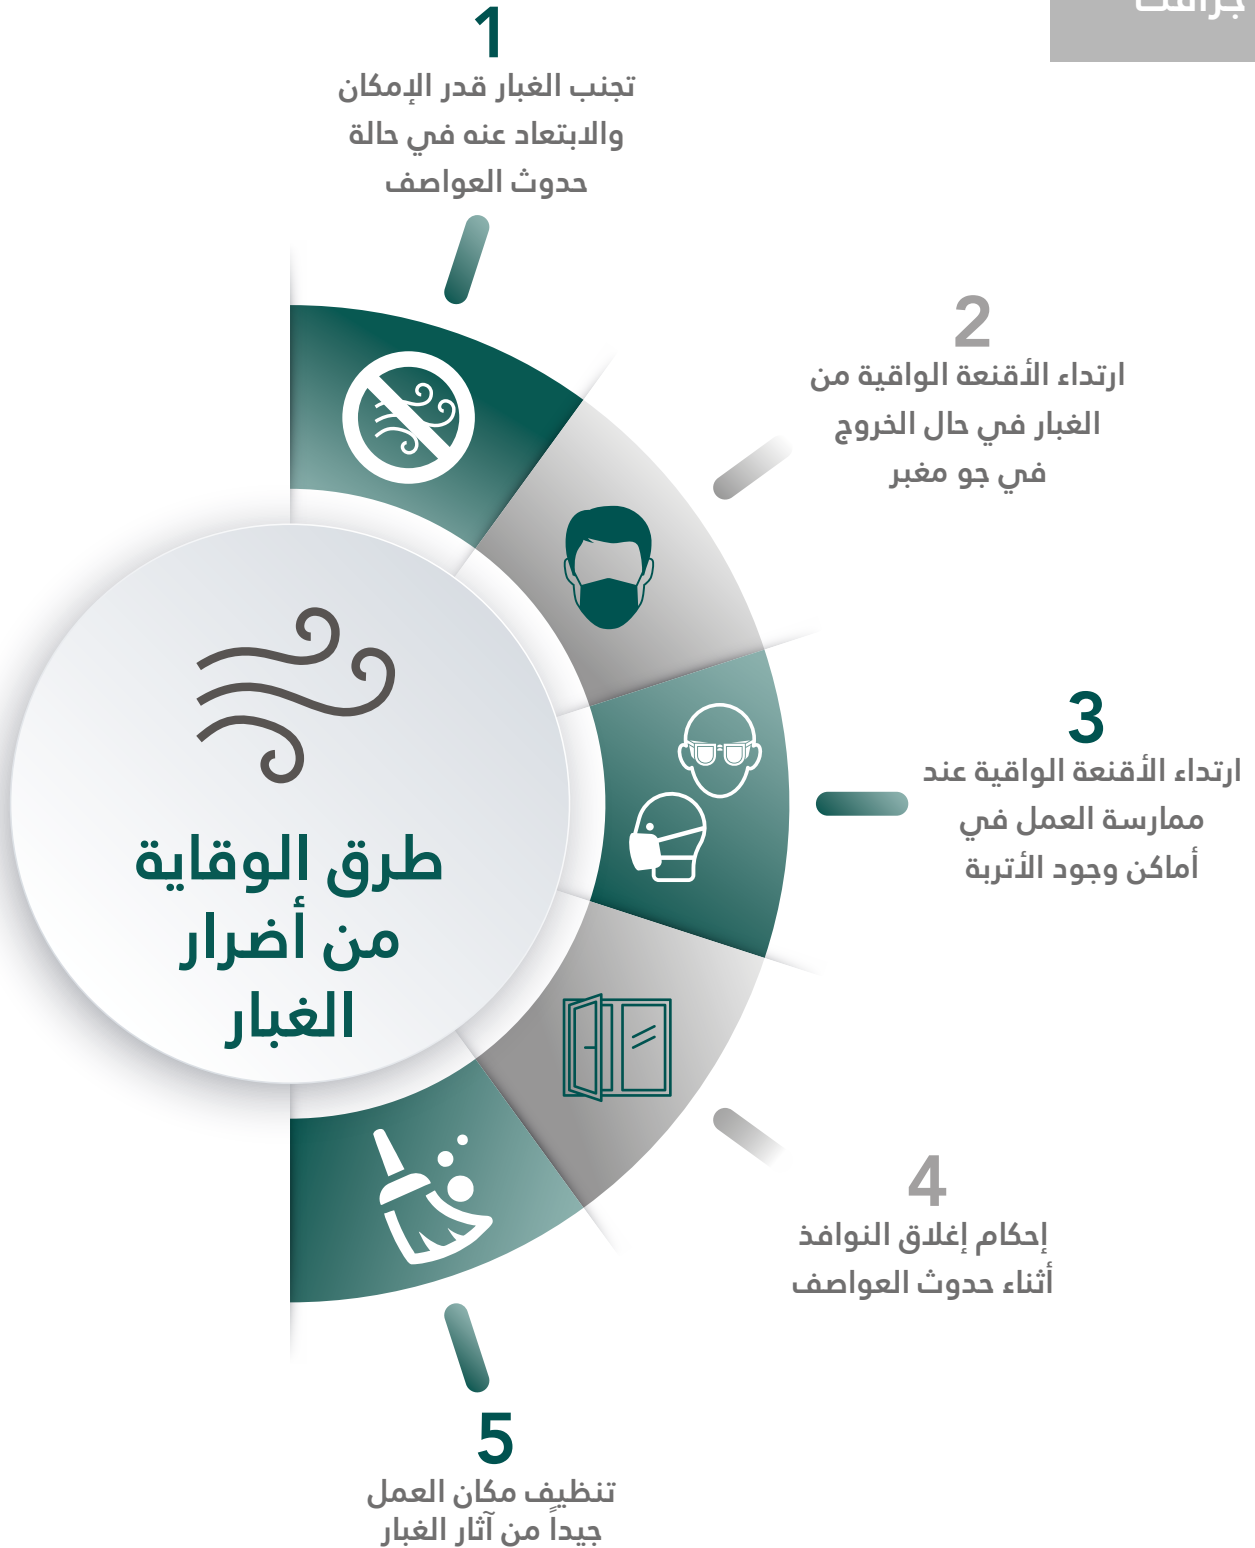 جرافت
1
تجنب الغبار قدر الإمكان
والابتعاد عنه في حالة
حدوث العواصف
2
ارتداء الأقنعة الواقية من
الغبار في حال الخروج
في جو مغبر
3
ارتداء الأقنعة الواقية عند
ممارسة العمل في
أماكن وجود الأتربة
طرق الوقاية
من أضرار
الغبار
4
إحكام إغلاق النوافذ
أثناء حدوث العواصف
5
تنظيف مكان العمل
جيداً من آثار الغبار